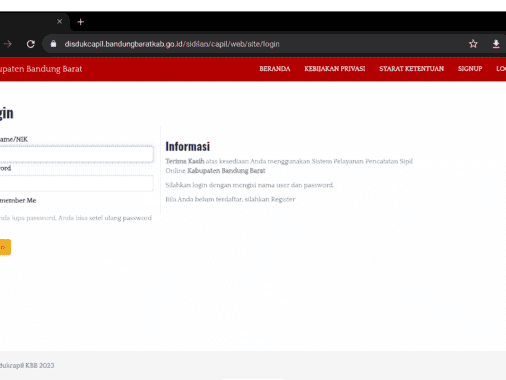 disdukcapil.bandungbaratkab.go.id/sidilan/capil/web/site/login
upaten Bandung Barat
BERANDA KEBIJAKAN PRIVASI SYARAT KETENTUAN SIGNUP LO
gin
ame/NIK
ord
member Me
nda lupa password, Anda bisa setel ulang password
Informasi
Terima Kasih atas kesediaan Anda menggunakan Sistem Pelayanan Pencatatan Sipil
Online Kabupaten Bandung Barat
Silahkan login dengan mengisi nama user dan password.
Bila Anda belum terdaftar, silahkan Register
dukcapil KBB 2023